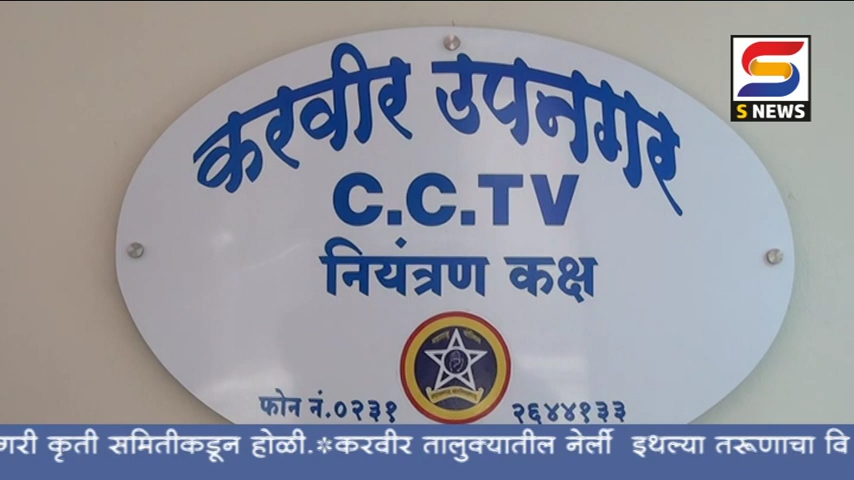 S NEWS
करवीर उपनगर
C.C.TV
नियंत्रण कक्ष
फोन नं.०२३१ २६४४१३३
गरी कृती समितीकडून होळी.*करवीर तालुक्यातील नेर्ली इथल्या तरूणाचा वि